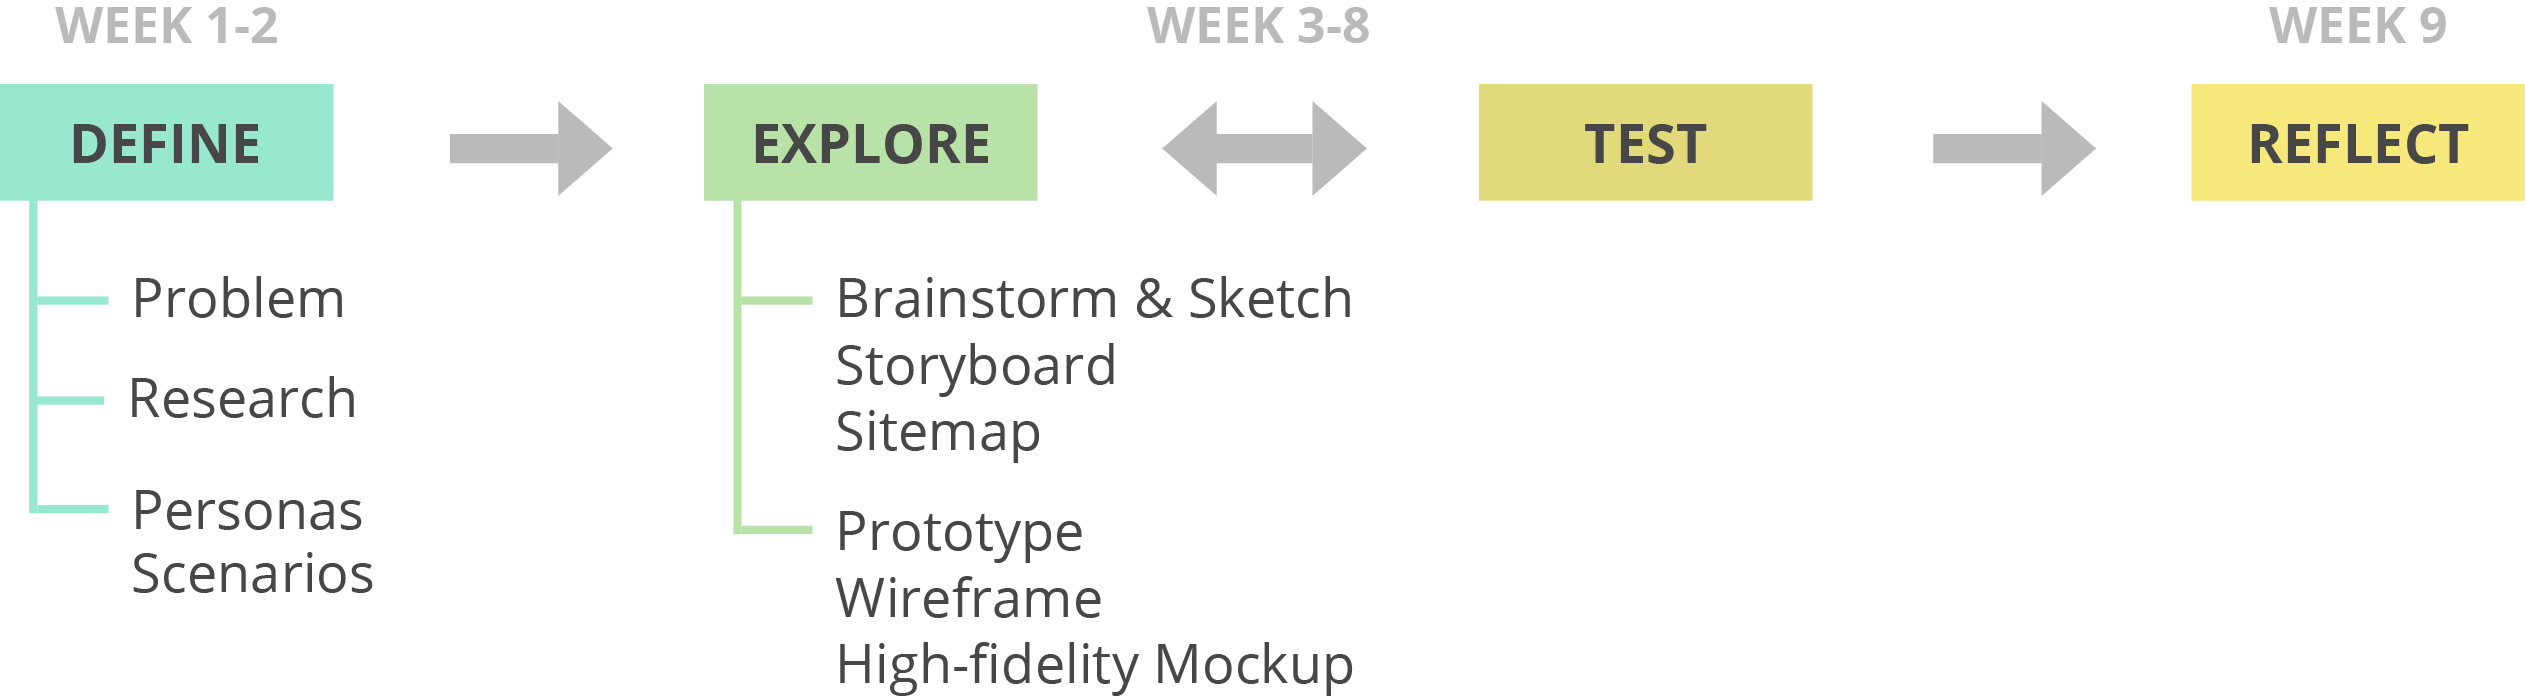 WEEK 1-2
WEEK 3-8
WEEK 9
DEFINE
EXPLORE
TEST
REFLECT
Problem
Research
Personas
Scenarios
Brainstorm & Sketch
Storyboard
Sitemap
Prototype
Wireframe
High-fidelity Mockup